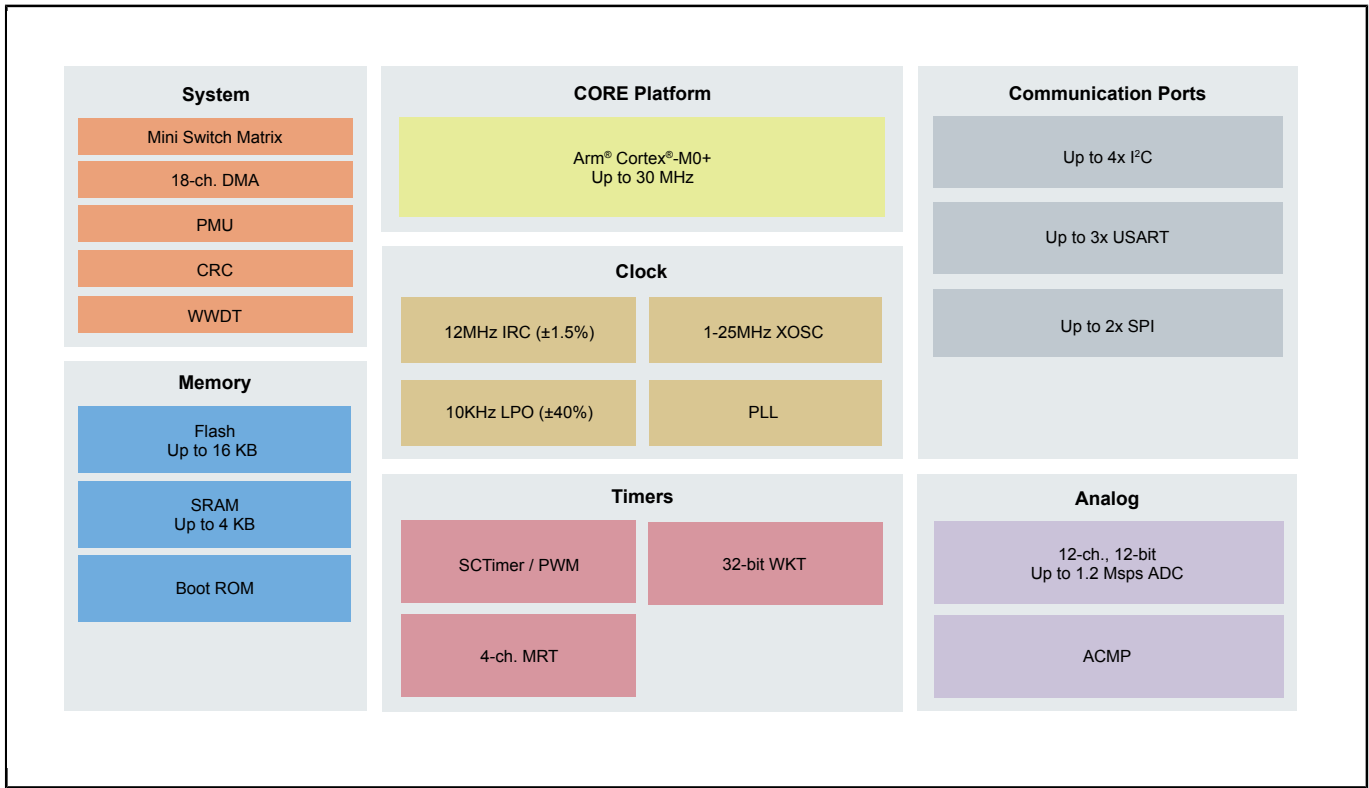 System
Mini Switch Matrix
18-ch. DMA
PMU
CRC
WWDT
Memory
Flash
Up to 16 KB
SRAM
Up to 4 KB
Boot ROM
CORE Platform
Arm® Cortex®-M0+
Up to 30 MHz
Clock
12MHz IRC (±1.5%)
1-25MHz XOSC
10KHz LPO (±40%)
PLL
Timers
SCTimer / PWM
32-bit WKT
4-ch. MRT
Communication Ports
Up to 4x I²C
Up to 3x USART
Up to 2x SPI
Analog
12-ch., 12-bit
Up to 1.2 Msps ADC
ACMP